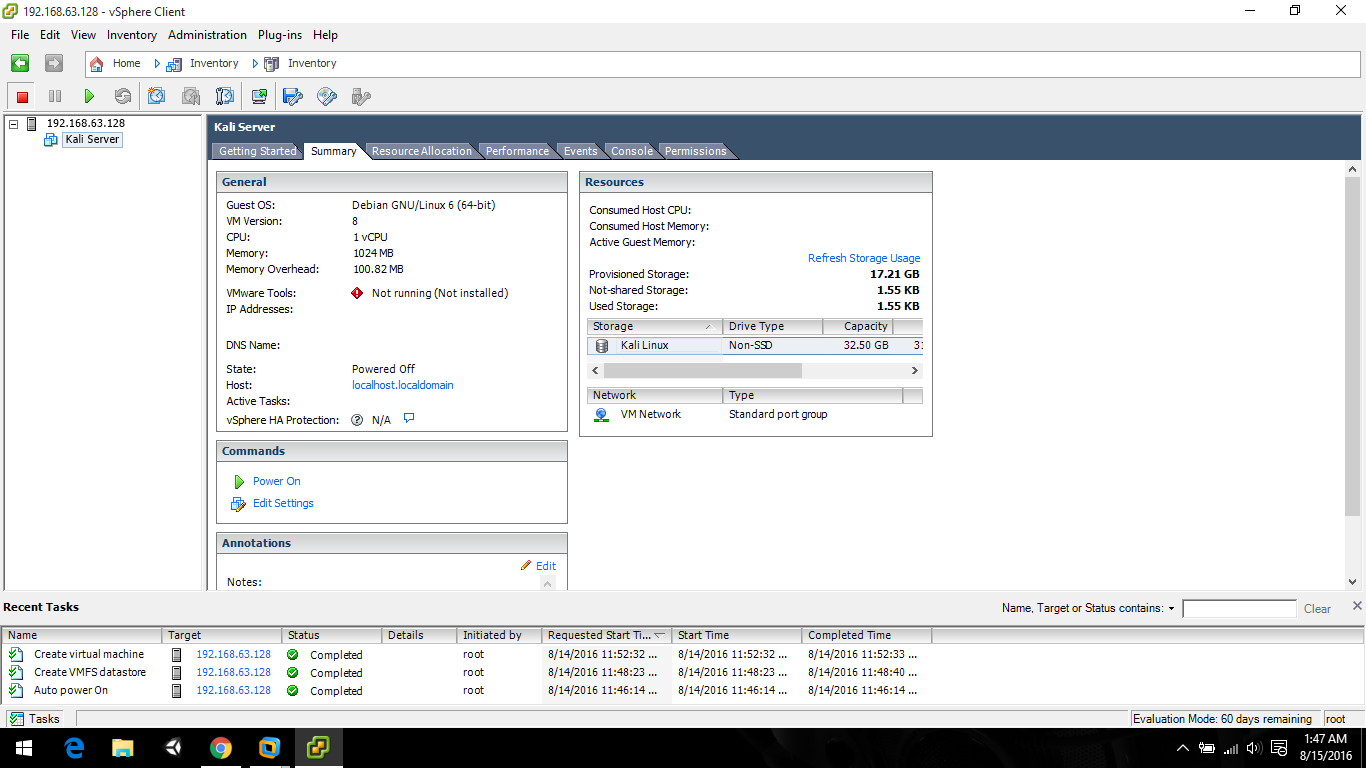 192.168.63.128 - vSphere Client
File Edit View Inventory Administration Plug-ins Help
Home Inventory Inventory
192.168.63.128
Kali Server
Kali Server
Getting Started Summary Resource Allocation Performance Events Console Permissions
General
Guest OS: Debian GNU/Linux 6 (64-bit)
VM Version: 8
CPU: 1 vCPU
Memory: 1024 MB
Memory Overhead: 100.82 MB
VMware Tools: Not running (Not installed)
IP Addresses:
DNS Name:
State: Powered Off
Host: localhost.localdomain
Active Tasks:
vSphere HA Protection: N/A
Commands
Power On
Edit Settings
Annotations
Edit
Notes:
Resources
Consumed Host CPU:
Consumed Host Memory:
Active Guest Memory:
Refresh Storage Usage
Provisioned Storage: 17.21 GB
Not-shared Storage: 1.55 KB
Used Storage: 1.55 KB
Storage Drive Type Capacity
Kali Linux Non-SSD 32.50 GB
Network Type
VM Network Standard port group
Recent Tasks
Name, Target or Status contains: Clear
Name Target Status Details Initiated by Requested Start Ti... Start Time Completed Time
Create virtual machine 192.168.63.128 Completed root 8/14/2016 11:52:32 ... 8/14/2016 11:52:32 ... 8/14/2016 11:52:33 ...
Create VMFS datastore 192.168.63.128 Completed root 8/14/2016 11:48:23 ... 8/14/2016 11:48:23 ... 8/14/2016 11:48:40 ...
Auto power On 192.168.63.128 Completed root 8/14/2016 11:46:14 ... 8/14/2016 11:46:14 ... 8/14/2016 11:46:14 ...
Tasks
Evaluation Mode: 60 days remaining root
1:47 AM
8/15/2016